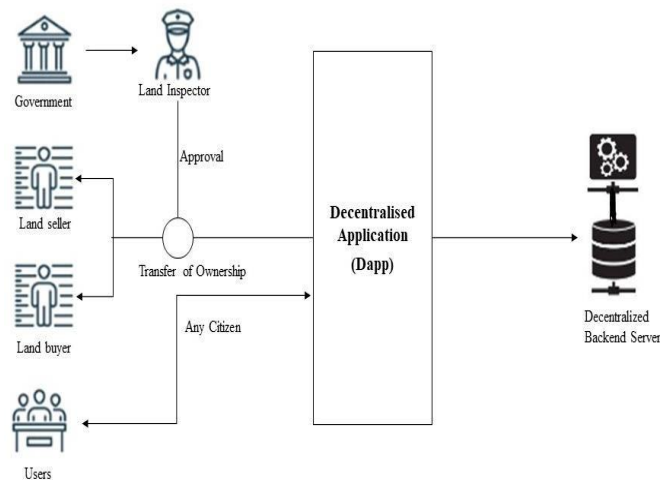 Government
Land Inspector
Approval
Land seller
Transfer of Ownership
Land buyer
Any Citizen
Users
Decentralised
Application
(Dapp)
Decentralized
Backend Server